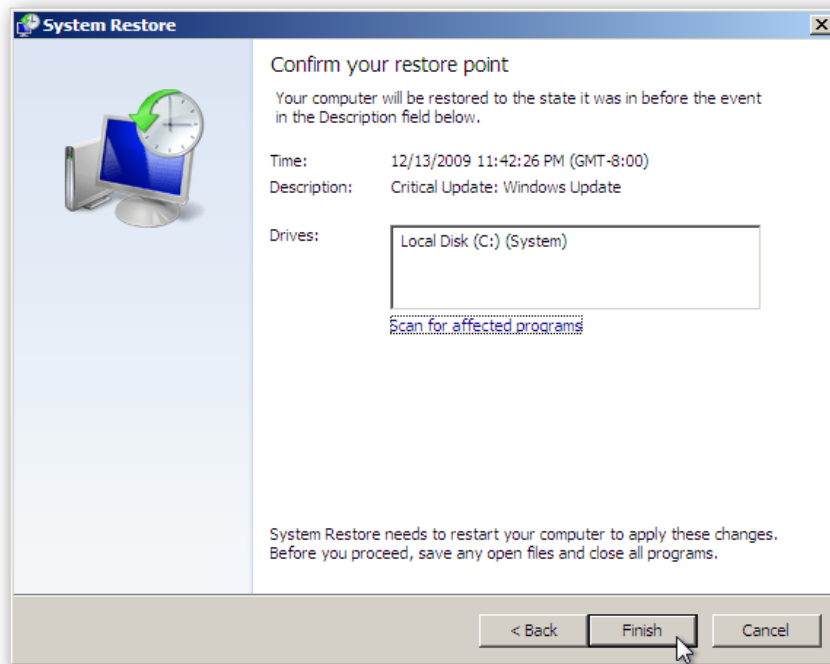 System Restore
Confirm your restore point
Your computer will be restored to the state it was in before the event
in the Description field below.
Time: 12/13/2009 11:42:26 PM (GMT-8:00)
Description: Critical Update: Windows Update
Drives: Local Disk (C:) (System)
Scan for affected programs
System Restore needs to restart your computer to apply these changes.
Before you proceed, save any open files and close all programs.
< Back Finish Cancel